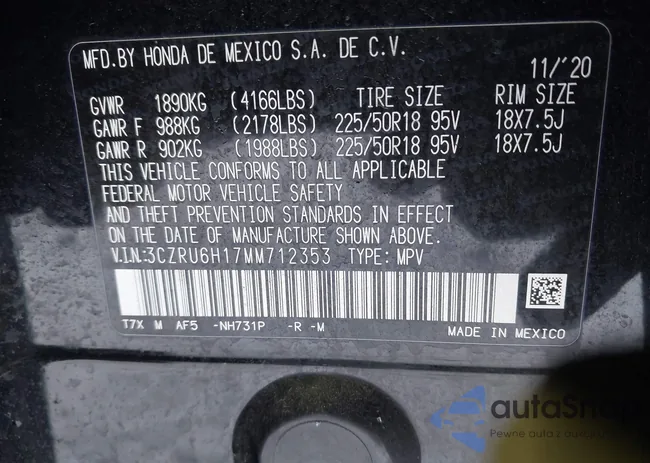 MFD.BY HONDA DE MEXICO S.A. DE C.V.
11/'20
GVWR 1890KG (4166LBS) TIRE SIZE RIM SIZE
GAWR F 988KG (2178LBS) 225/50R18 95V 18X7.5J
GAWR R 902KG (1988LBS) 225/50R18 95V 18X7.5J
THIS VEHICLE CONFORMS TO ALL APPLICABLE
FEDERAL MOTOR VEHICLE SAFETY
AND THEFT PREVENTION STANDARDS IN EFFECT
ON THE DATE OF MANUFACTURE SHOWN ABOVE.
V.I.N:3CZRU6H17MM712353 TYPE: MPV
T7X M AF5 -NH731P -R -M
MADE IN MEXICO
Pewne auta z